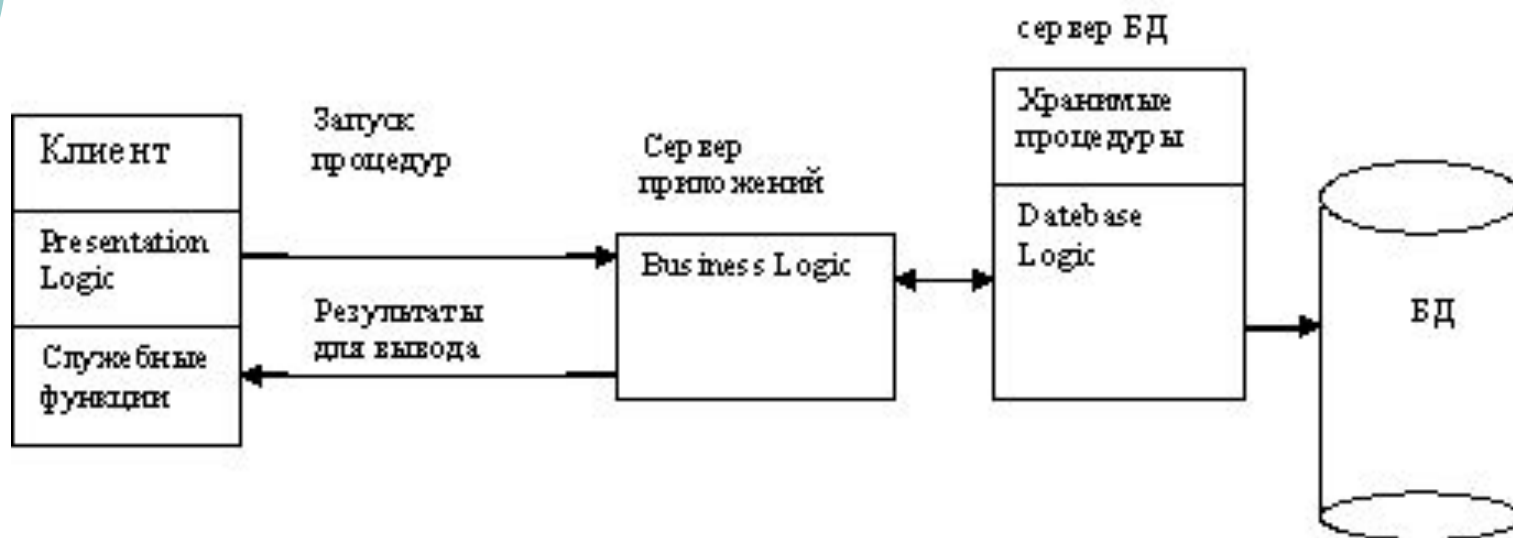 Клиент
Presentation
Logic
Служебные
функции
Запуск
процедур
Результаты
для вывода
Сервер
приложений
Business Logic
сервер БД
Хранимые
процедуры
Datebase
Logic
БД